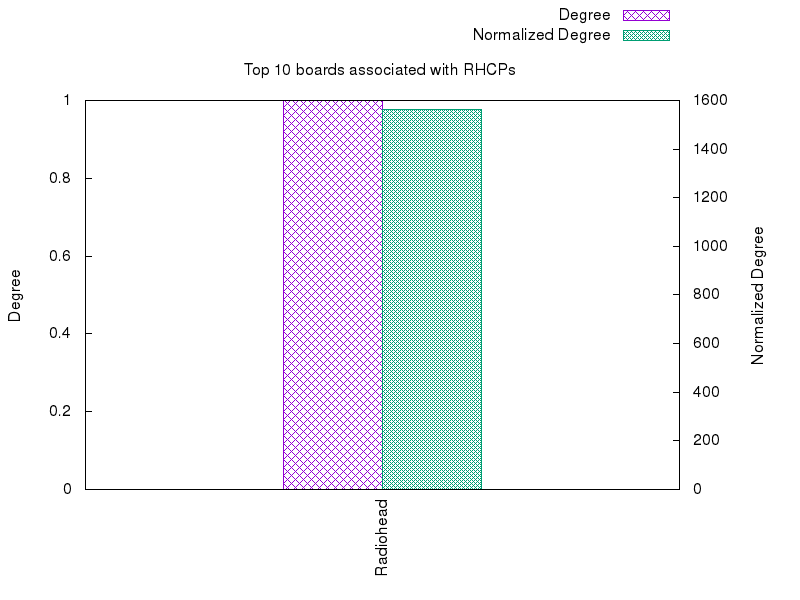 Degree
Normalized Degree
Top 10 boards associated with RHCPs
1
0.8
0.6
0.4
0.2
0
Degree
1600
1400
1200
1000
800
600
400
200
0
Normalized Degree
Radiohead